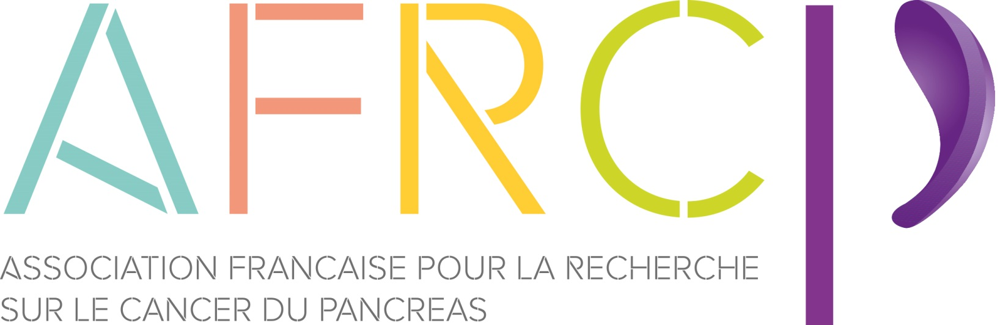 AFRCP
ASSOCIATION FRANCAISE POUR LA RECHERCHE
SUR LE CANCER DU PANCREAS